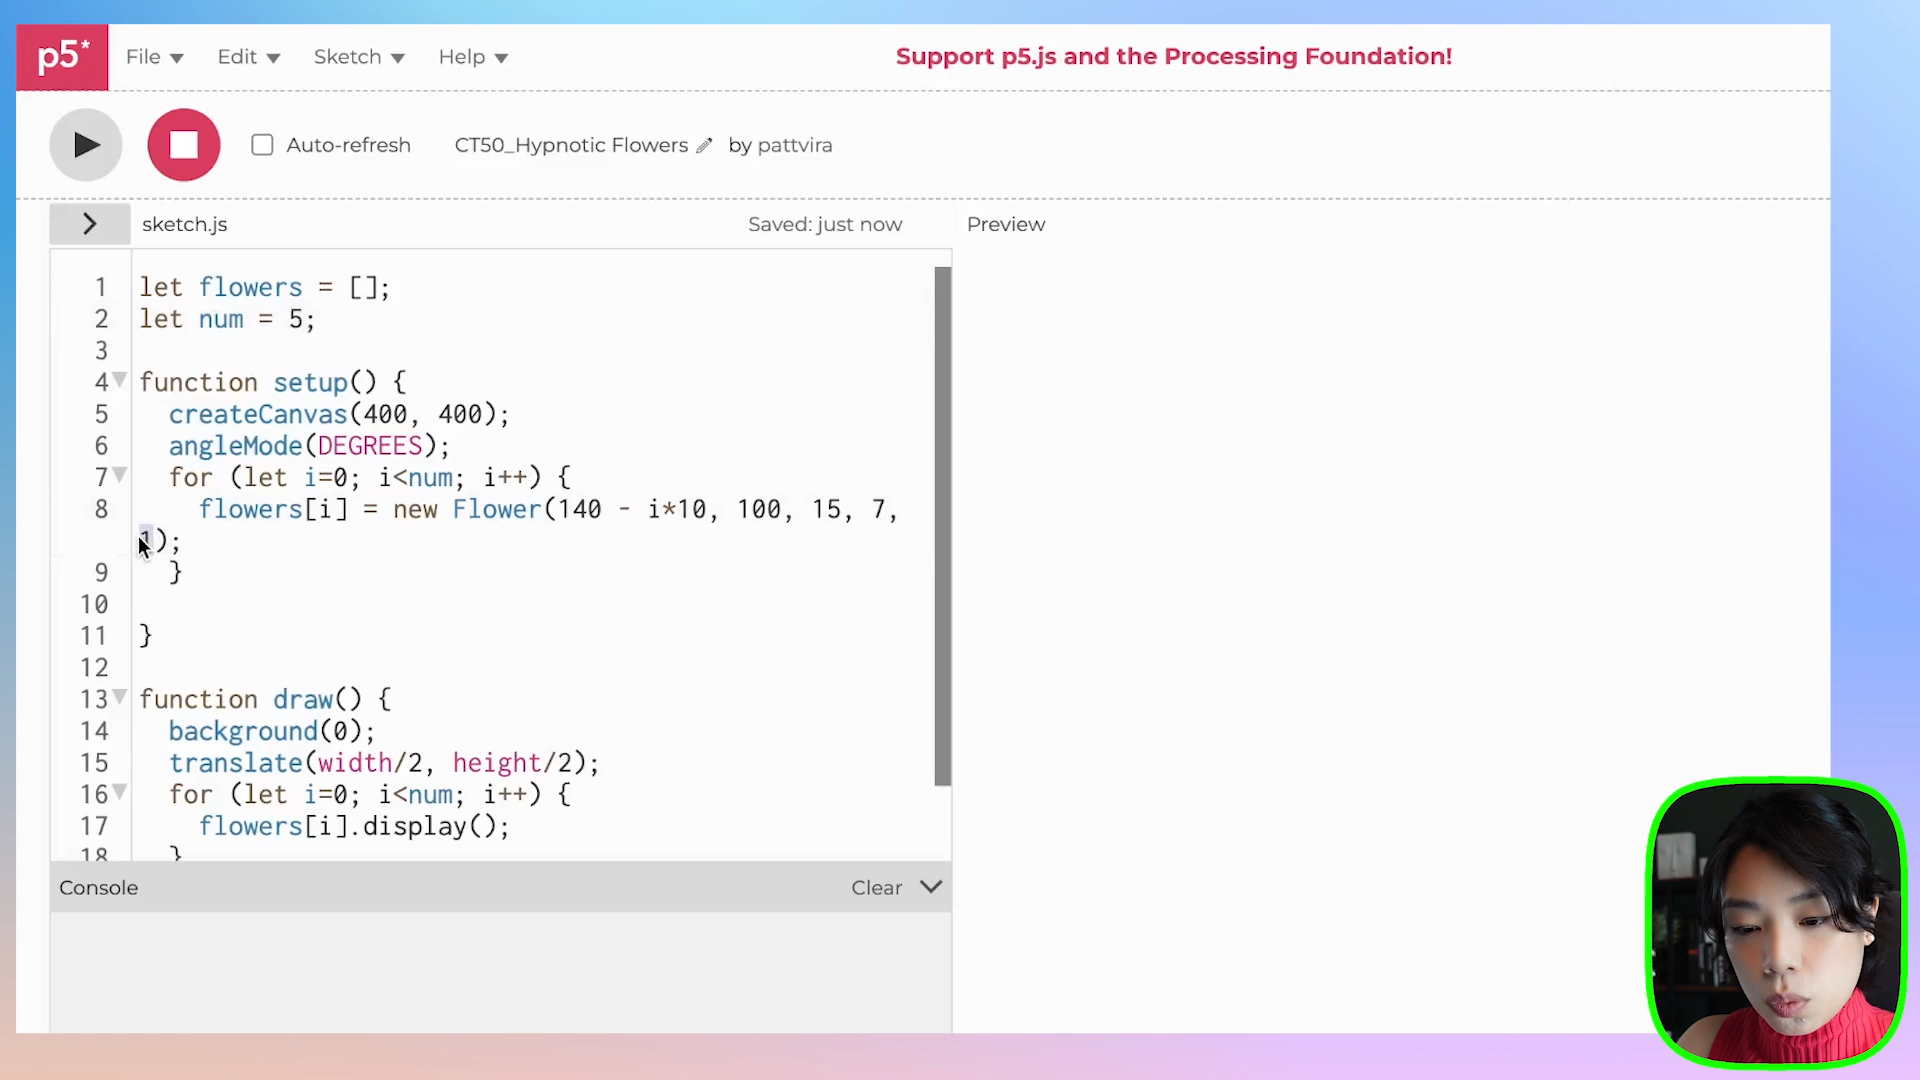 p5*
File Edit Sketch Help
Support p5.js and the Processing Foundation!
Auto-refresh
CT50_Hypnotic Flowers by pattvira
sketch.js
Saved: just now
Preview
1 let flowers = [];
2 let num = 5;
3
4 function setup() {
5 createCanvas(400, 400);
6 angleMode(DEGREES);
7 for (let i=0; i<num; i++) {
8 flowers[i] = new Flower(140 - i*10, 100, 15, 7,
1);
9 }
10
11 }
12
13 function draw() {
14 background(0);
15 translate(width/2, height/2);
16 for (let i=0; i<num; i++) {
17 flowers[i].display();
18 }
Console
Clear